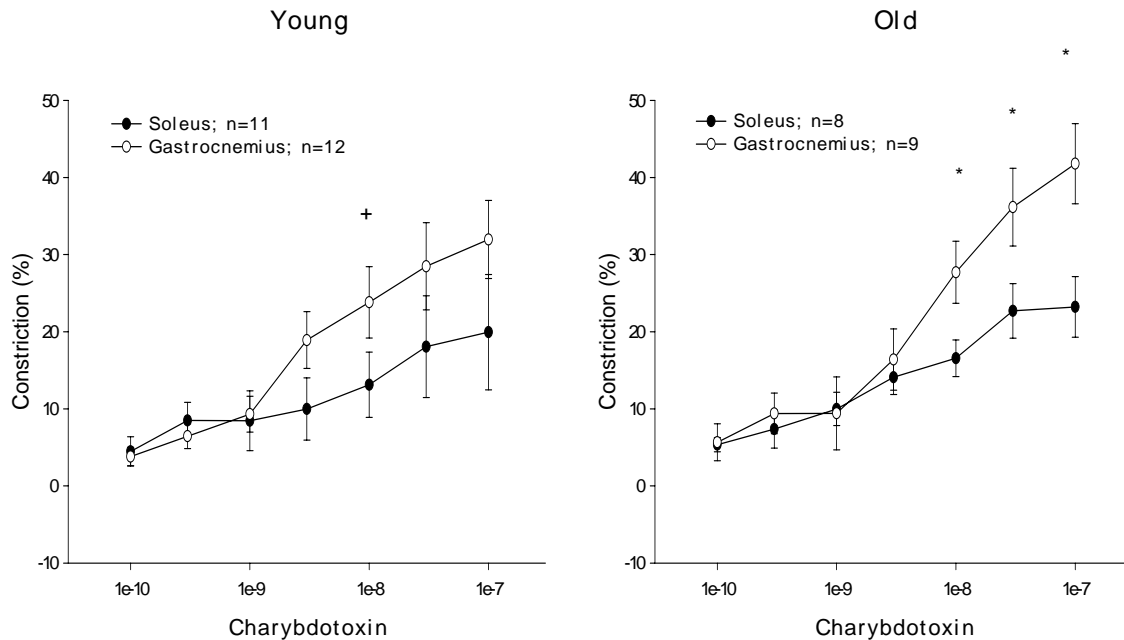 Young
Old
50
40
30
20
10
0
-10
Constriction (%)
Soleus; n=11
Gastrocnemius; n=12
+
1e-10
1e-9
1e-8
1e-7
Charybdotoxin
50
40
30
20
10
0
-10
Constriction (%)
Soleus; n=8
Gastrocnemius; n=9
*
*
*
1e-10
1e-9
1e-8
1e-7
Charybdotoxin